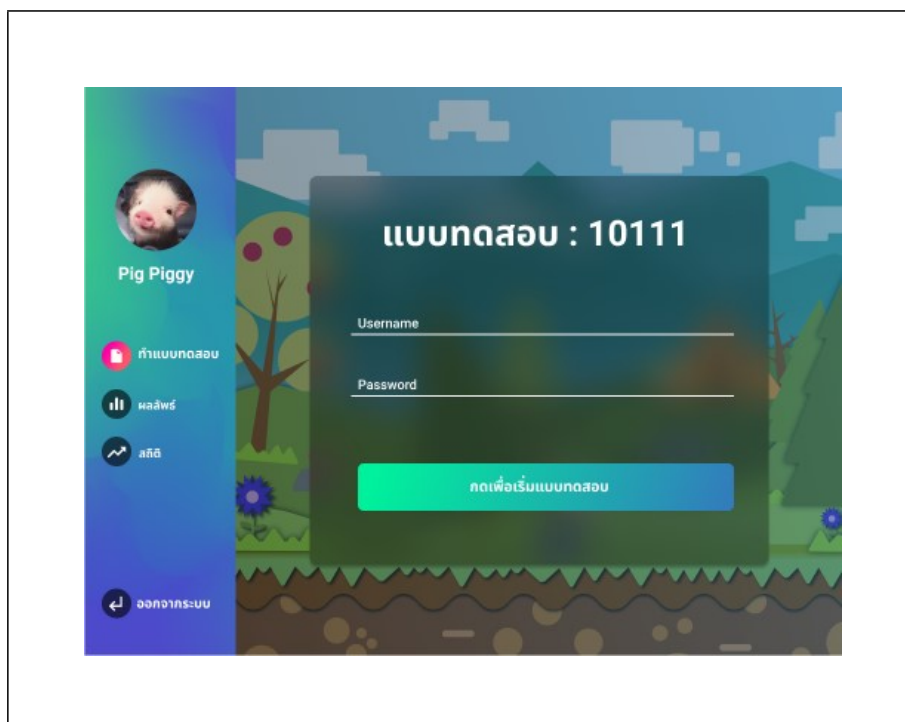 Pig Piggy
ทำแบบทดสอบ
ผลลัพธ์
สถิติ
ออกจากระบบ
แบบทดสอบ : 10111
Username
Password
กดเพื่อเริ่มแบบทดสอบ